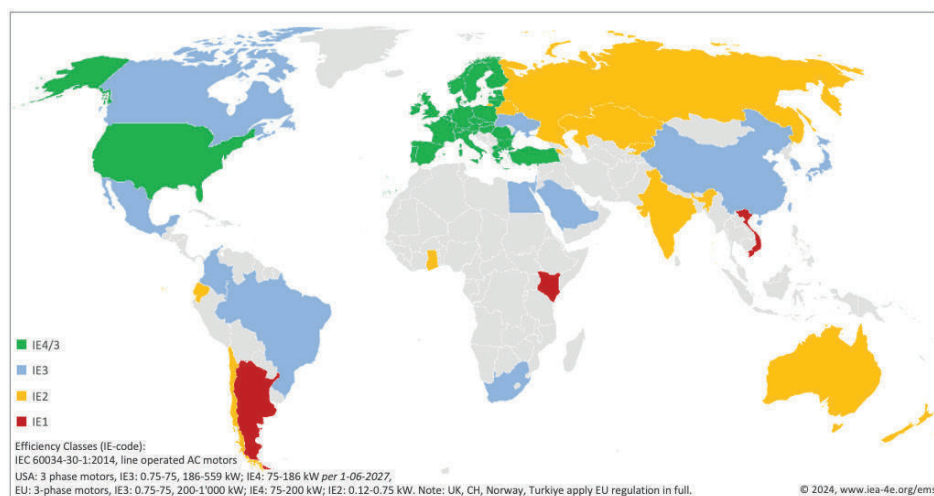 IE4/3
IE3
IE2
IE1
Efficiency Classes (IE-code):
IEC 60034-30-1:2014, line operated AC motors
USA: 3 phase motors, IE3: 0.75-75, 186-559 kW; IE4: 75-186 kW per 1-06-2027,
EU: 3-phase motors, IE3: 0.75-75, 200-1'000 kW; IE4: 75-200 kW; IE2: 0.12-0.75 kW. Note: UK, CH, Norway, Turkiye apply EU regulation in full.
© 2024, www.iea-4e.org/ems